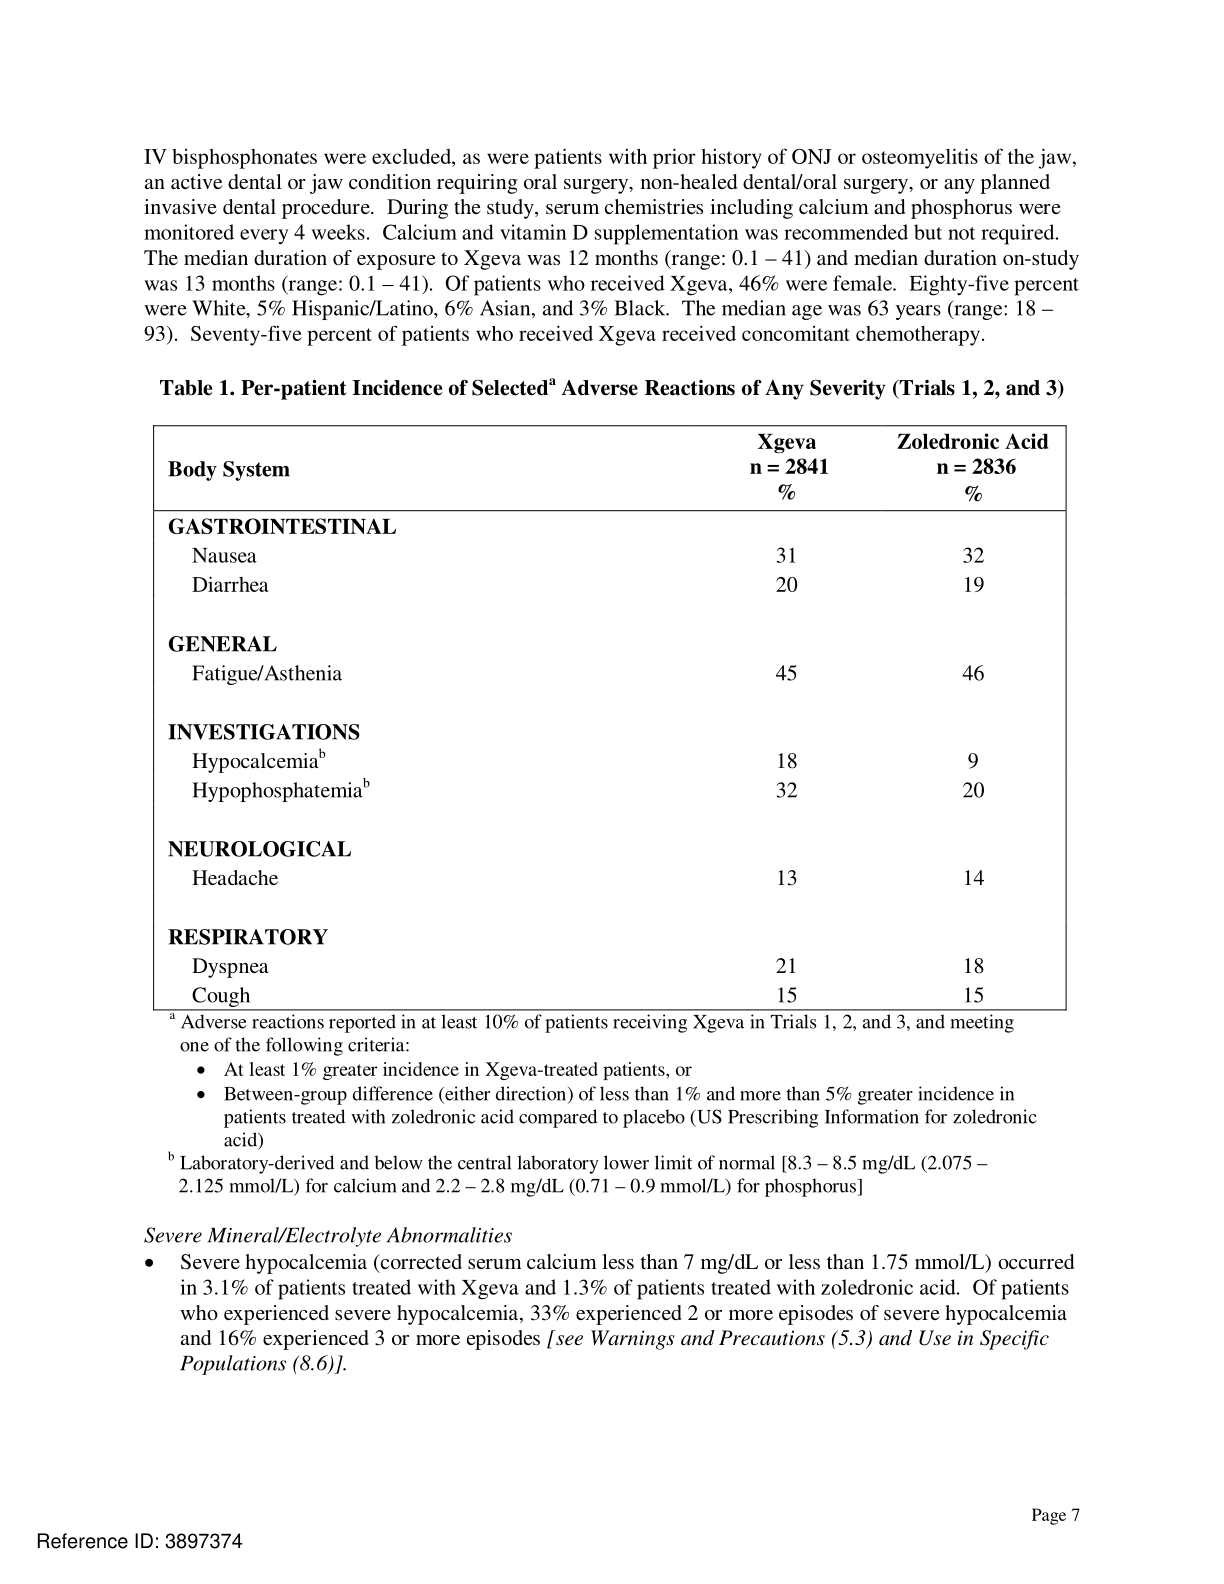 IV bisphosphonates were excluded, as were patients with prior history of ONJ or osteomyelitis of the jaw,
an active dental or jaw condition requiring oral surgery, non-healed dental/oral surgery, or any planned
invasive dental procedure.  During the study, serum chemistries including calcium and phosphorus were
monitored every 4 weeks.  Calcium and vitamin D supplementation was recommended but not required.
The median duration of exposure to Xgeva was 12 months (range: 0.1 – 41) and median duration on-study
was 13 months (range: 0.1 – 41).  Of patients who received Xgeva, 46% were female.  Eighty-five percent
were White, 5% Hispanic/Latino, 6% Asian, and 3% Black.  The median age was 63 years (range: 18 –
93).  Seventy-five percent of patients who received Xgeva received concomitant chemotherapy.
Table 1. Per-patient Incidence of Selectedᵃ Adverse Reactions of Any Severity (Trials 1, 2, and 3)
Body System
Xgeva
n = 2841
%
Zoledronic Acid
n = 2836
%
GASTROINTESTINAL
Nausea 31 32
Diarrhea 20 19
GENERAL
Fatigue/Asthenia 45 46
INVESTIGATIONS
Hypocalcemiaᵇ 18 9
Hypophosphatemiaᵇ 32 20
NEUROLOGICAL
Headache 13 14
RESPIRATORY
Dyspnea 21 18
Cough 15 15
ᵃ Adverse reactions reported in at least 10% of patients receiving Xgeva in Trials 1, 2, and 3, and meeting
one of the following criteria:
• At least 1% greater incidence in Xgeva-treated patients, or
• Between-group difference (either direction) of less than 1% and more than 5% greater incidence in
patients treated with zoledronic acid compared to placebo (US Prescribing Information for zoledronic
acid)
ᵇ Laboratory-derived and below the central laboratory lower limit of normal [8.3 – 8.5 mg/dL (2.075 –
2.125 mmol/L) for calcium and 2.2 – 2.8 mg/dL (0.71 – 0.9 mmol/L) for phosphorus]
Severe Mineral/Electrolyte Abnormalities
• Severe hypocalcemia (corrected serum calcium less than 7 mg/dL or less than 1.75 mmol/L) occurred
in 3.1% of patients treated with Xgeva and 1.3% of patients treated with zoledronic acid.  Of patients
who experienced severe hypocalcemia, 33% experienced 2 or more episodes of severe hypocalcemia
and 16% experienced 3 or more episodes [see Warnings and Precautions (5.3) and Use in Specific
Populations (8.6)].
Page 7
Reference ID: 3897374